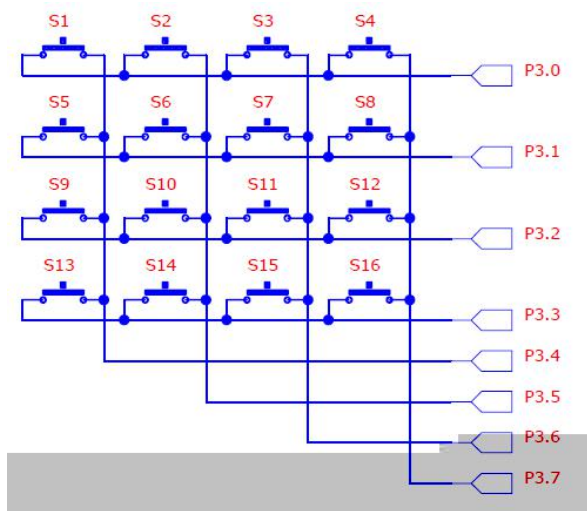 S1 S2 S3 S4
P3.0
S5 S6 S7 S8
P3.1
S9 S10 S11 S12
P3.2
S13 S14 S15 S16
P3.3
P3.4
P3.5
P3.6
P3.7